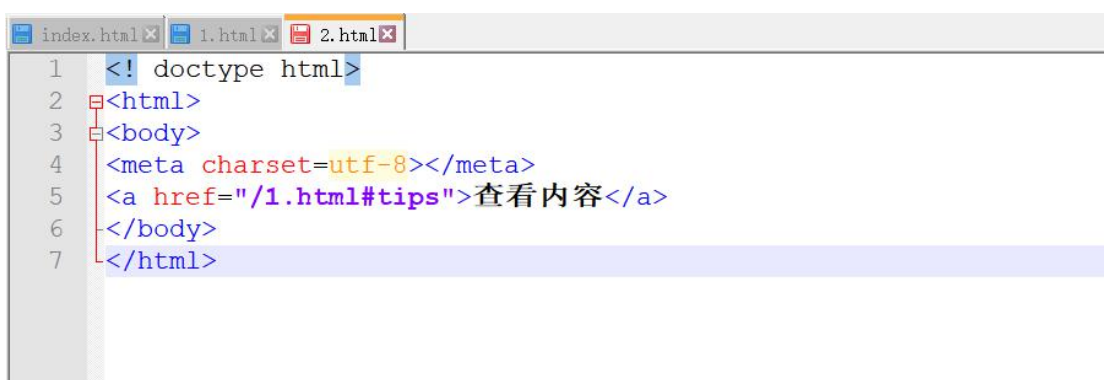 index.html 1.html 2.html
1 <! doctype html>
2 <html>
3 <body>
4 <meta charset=utf-8></meta>
5 <a href="/1.html#tips">查看内容</a>
6 </body>
7 </html>